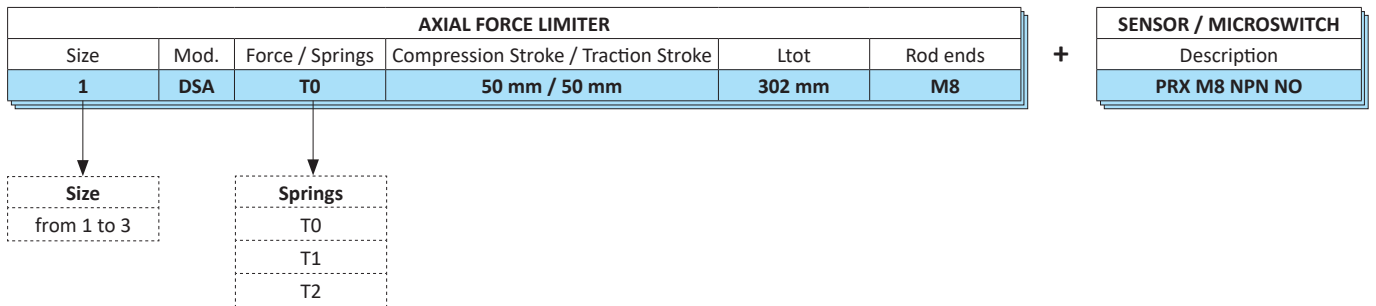 AXIAL FORCE LIMITER
Size Mod. Force / Springs Compression Stroke / Traction Stroke Ltot Rod ends
1 DSA T0 50 mm / 50 mm 302 mm M8
+
SENSOR / MICROSWITCH
Description
PRX M8 NPN NO
Size
from 1 to 3
Springs
T0
T1
T2